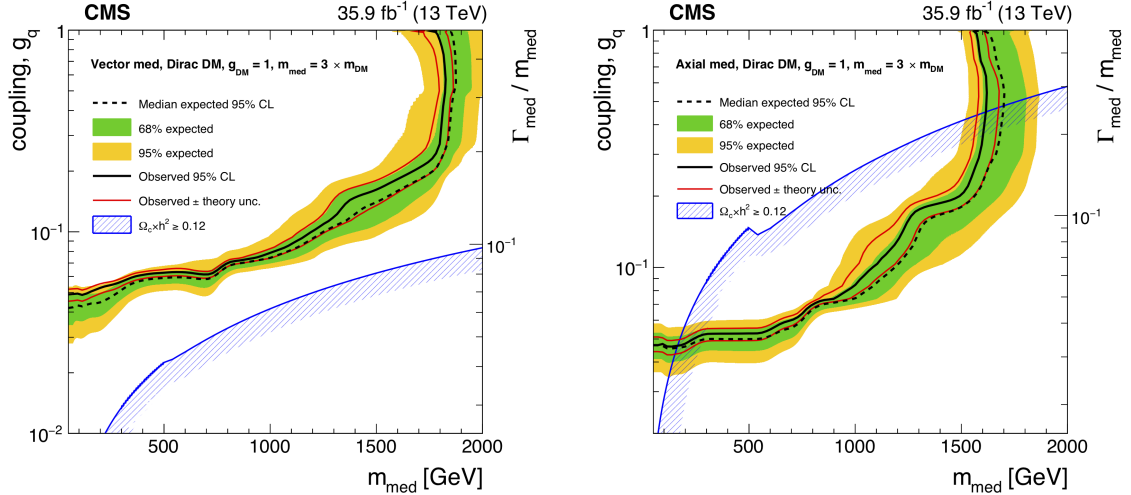 CMS 35.9 fb⁻¹ (13 TeV)
coupling, g_q
Γ_med / m_med
1
10⁻¹
10⁻²
10⁻¹
Vector med, Dirac DM, g_DM = 1, m_med = 3 × m_DM
Median expected 95% CL
68% expected
95% expected
Observed 95% CL
Observed ± theory unc.
Ω_c×h² ≥ 0.12
500 1000 1500 2000
m_med [GeV]
CMS 35.9 fb⁻¹ (13 TeV)
coupling, g_q
Γ_med / m_med
1
10⁻¹
10⁻¹
Axial med, Dirac DM, g_DM = 1, m_med = 3 × m_DM
Median expected 95% CL
68% expected
95% expected
Observed 95% CL
Observed ± theory unc.
Ω_c×h² ≥ 0.12
500 1000 1500 2000
m_med [GeV]